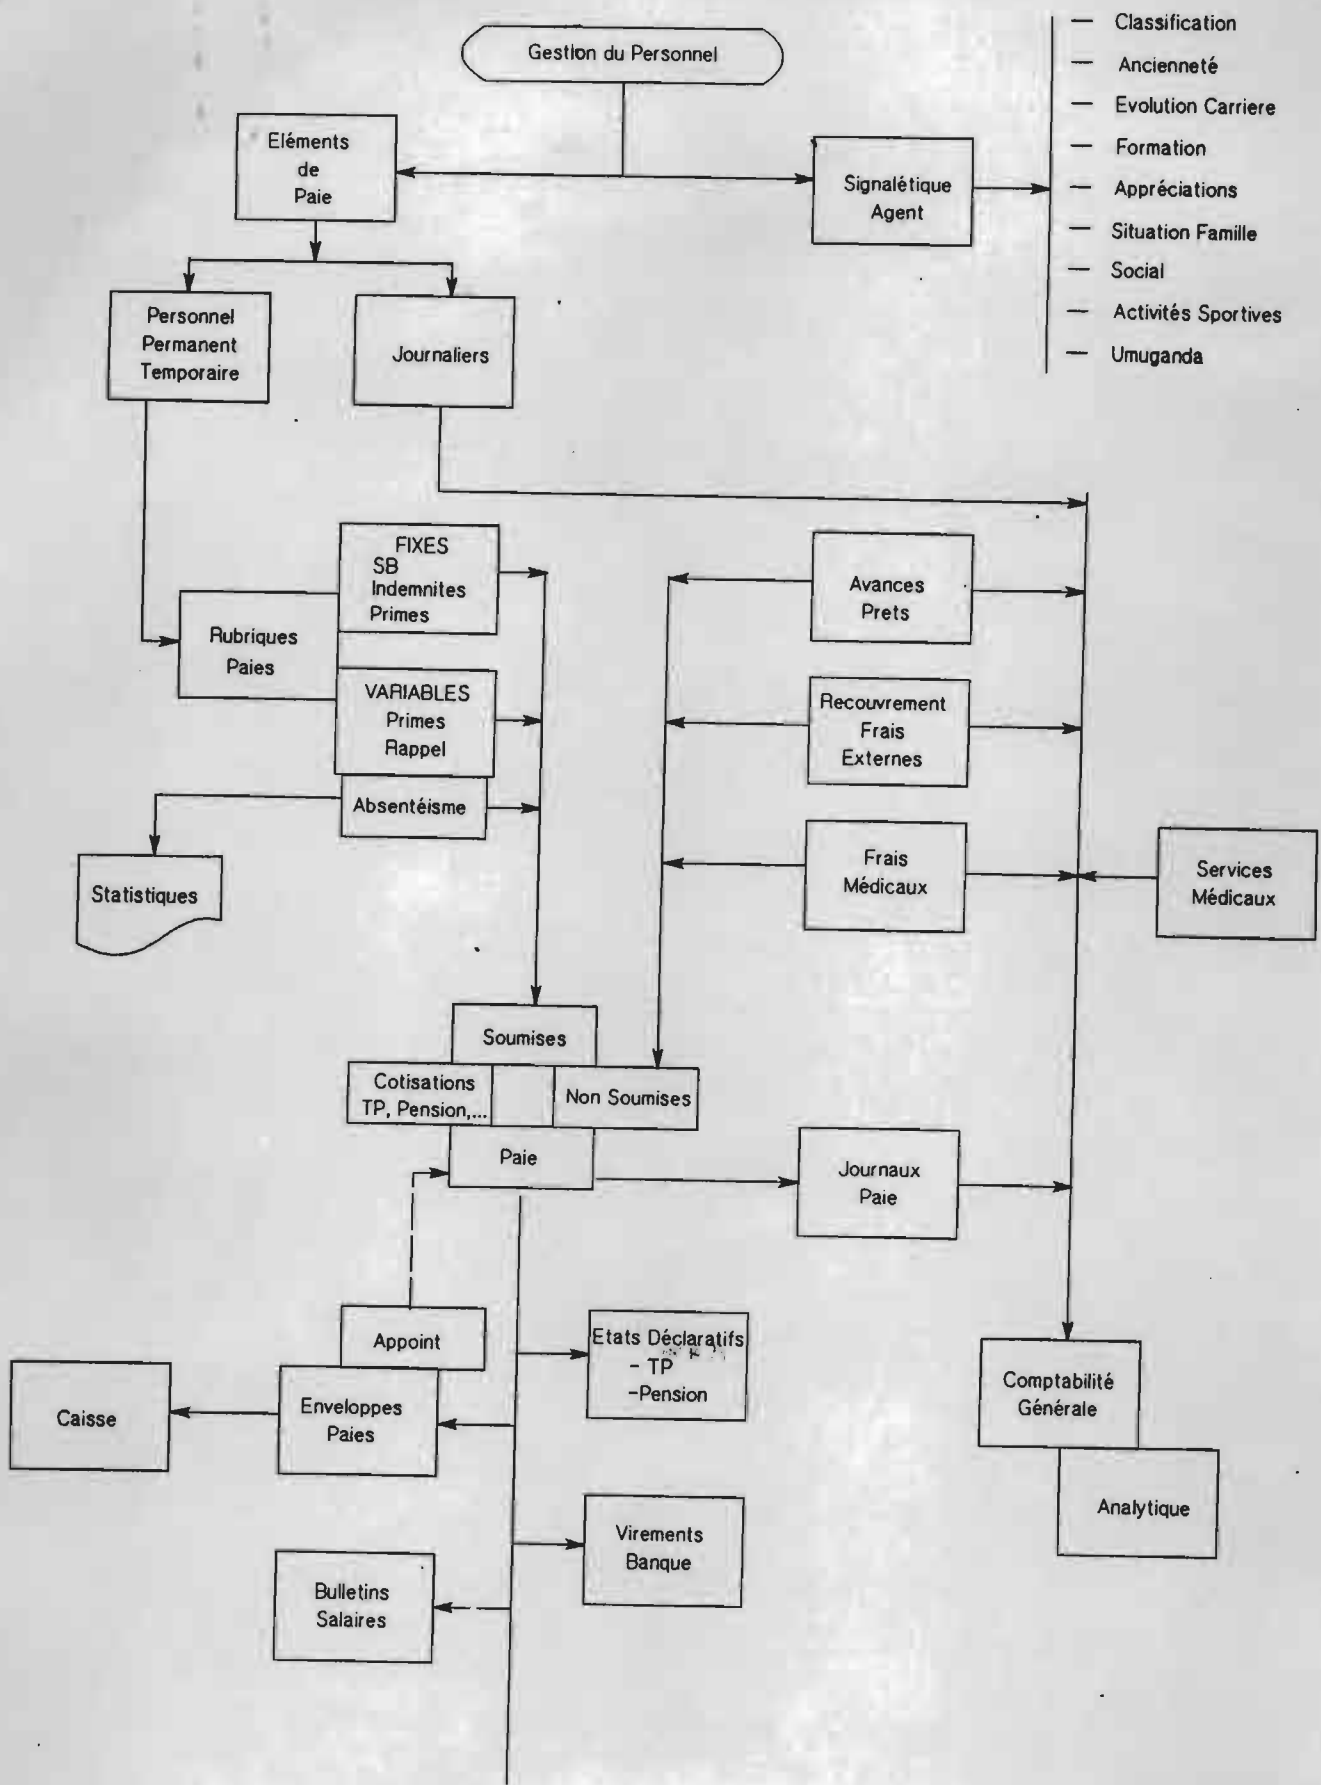 Gestion du Personnel
Eléments
de
Paie
Signalétique
Agent
— Classification
— Ancienneté
— Evolution Carriere
— Formation
— Appréciations
— Situation Famille
— Social
— Activités Sportives
— Umuganda
Personnel
Permanent
Temporaire
Journaliers
FIXES
SB
Indemnites
Primes
Rubriques
Paies
VARIABLES
Primes
Rappel
Absentéisme
Statistiques
Avances
Prets
Recouvrement
Frais
Externes
Frais
Médicaux
Services
Médicaux
Soumises
Cotisations
TP, Pension,...
Non Soumises
Paie
Journaux
Paie
Appoint
Enveloppes
Paies
Caisse
Etats Déclaratifs
- TP
-Pension
Comptabilité
Générale
Analytique
Virements
Banque
Bulletins
Salaires